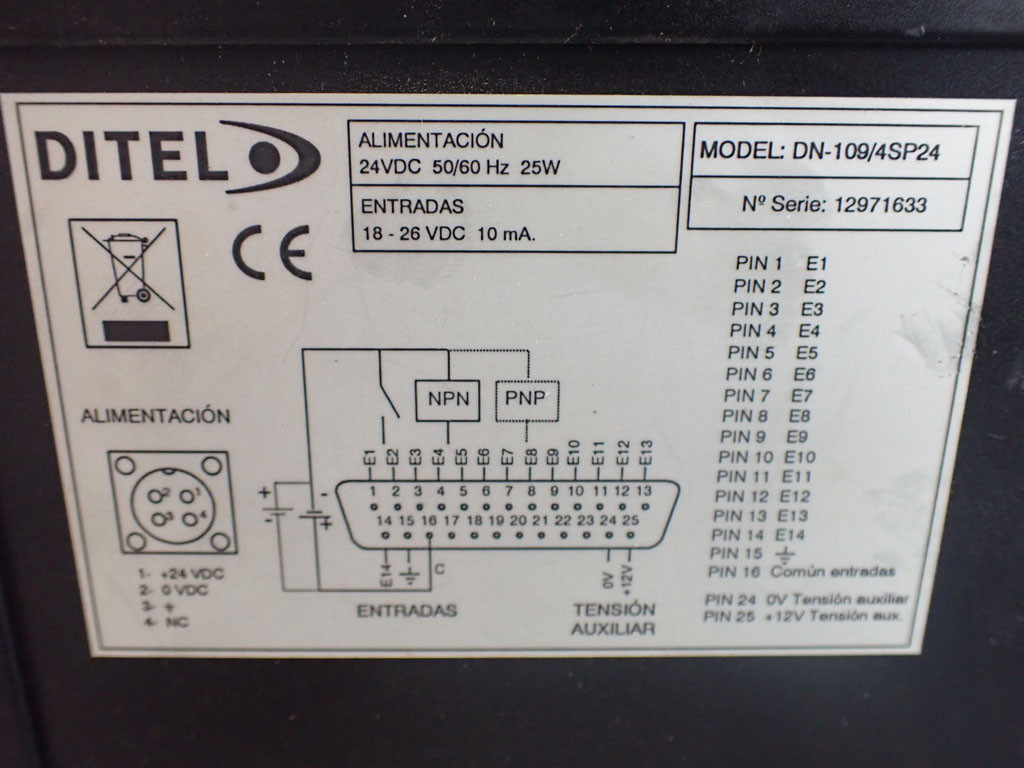 DITEL
ALIMENTACIÓN
24VDC 50/60 Hz 25W
ENTRADAS
18 - 26 VDC 10 mA.
MODEL: DN-109/4SP24
Nº Serie: 12971633
CE
PIN 1 E1
PIN 2 E2
PIN 3 E3
PIN 4 E4
PIN 5 E5
PIN 6 E6
PIN 7 E7
PIN 8 E8
PIN 9 E9
PIN 10 E10
PIN 11 E11
PIN 12 E12
PIN 13 E13
PIN 14 E14
PIN 15
PIN 16 Común entradas
PIN 24 0V Tensión auxiliar
PIN 25 +12V Tensión aux.
ALIMENTACIÓN
2 1
3 4
1- +24 VDC
2- 0 VDC
3-
4- NC
NPN PNP
E1 E2 E3 E4 E5 E6 E7 E8 E9 E10 E11 E12 E13
+ -
1 2 3 4 5 6 7 8 9 10 11 12 13
- +
14 15 16 17 18 19 20 21 22 23 24 25
E14 C 0V +12V
ENTRADAS
TENSIÓN
AUXILIAR